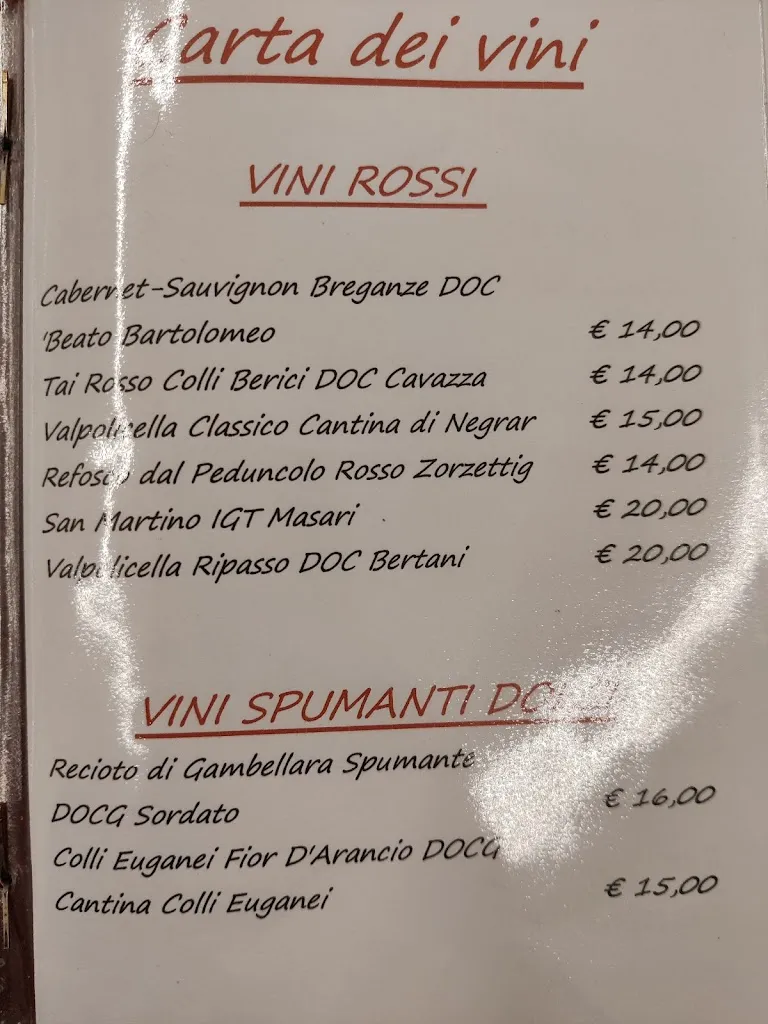 Carta dei vini
VINI ROSSI
Cabernet-Sauvignon Breganze DOC
'Beato Bartolomeo € 14,00
Tai Rosso Colli Berici DOC Cavazza € 14,00
Valpolicella Classico Cantina di Negrar € 15,00
Refosco dal Peduncolo Rosso Zorzettig € 14,00
San Martino IGT Masari € 20,00
Valpolicella Ripasso DOC Bertani € 20,00
VINI SPUMANTI DOLCI
Recioto di Gambellara Spumante
DOCG Sordato € 16,00
Colli Euganei Fior D'Arancio DOCG
Cantina Colli Euganei € 15,00